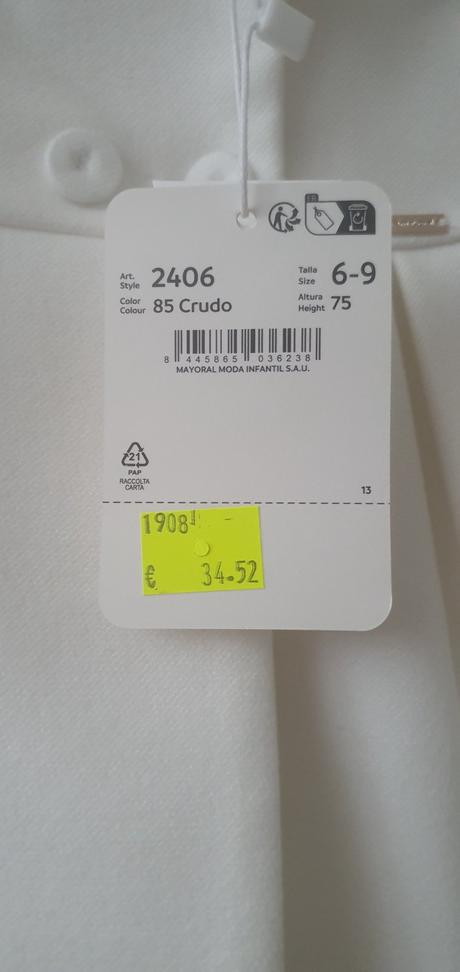 FR
Art.
Style 2406
Talla
Size 6-9
Color
Colour 85 Crudo
Altura
Height 75
8 445865 036238
MAYORAL MODA INFANTIL S.A.U.
21
PAP
RACCOLTA
CARTA
13
1908
€ 34.52